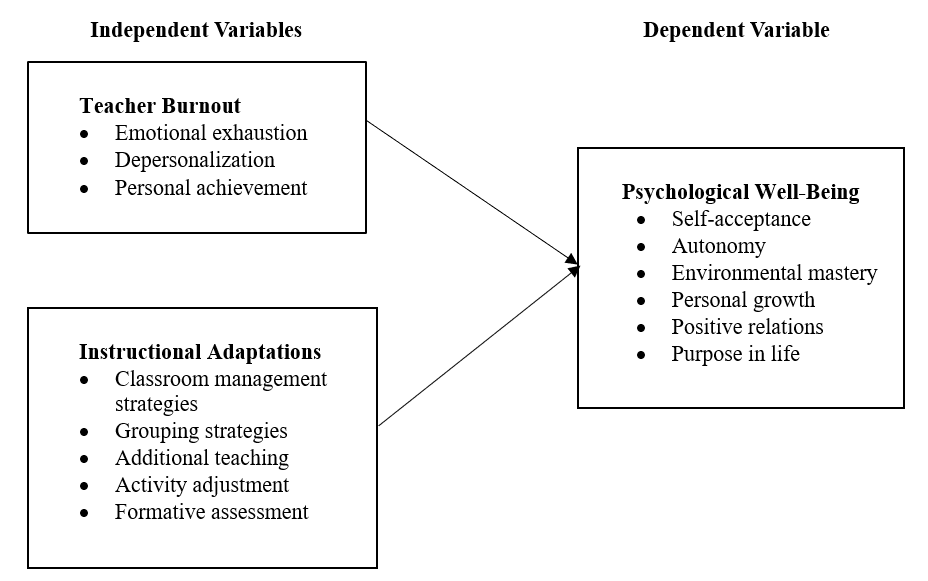 Independent Variables
Dependent Variable
Teacher Burnout
• Emotional exhaustion
• Depersonalization
• Personal achievement
Psychological Well-Being
• Self-acceptance
• Autonomy
• Environmental mastery
• Personal growth
• Positive relations
• Purpose in life
Instructional Adaptations
• Classroom management
strategies
• Grouping strategies
• Additional teaching
• Activity adjustment
• Formative assessment